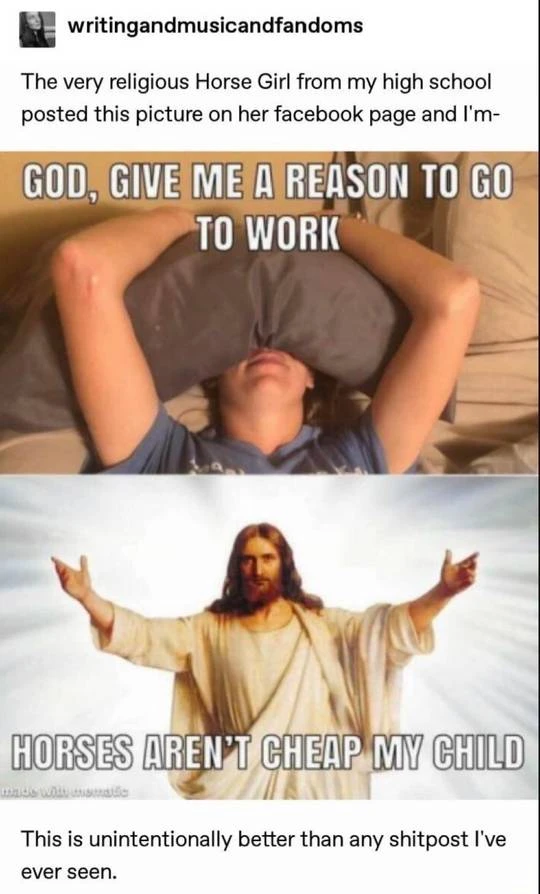 writingandmusicandfandoms
The very religious Horse Girl from my high school
posted this picture on her facebook page and I'm-
GOD, GIVE ME A REASON TO GO
TO WORK
HORSES AREN'T CHEAP MY CHILD
made with mematic
This is unintentionally better than any shitpost I've
ever seen.